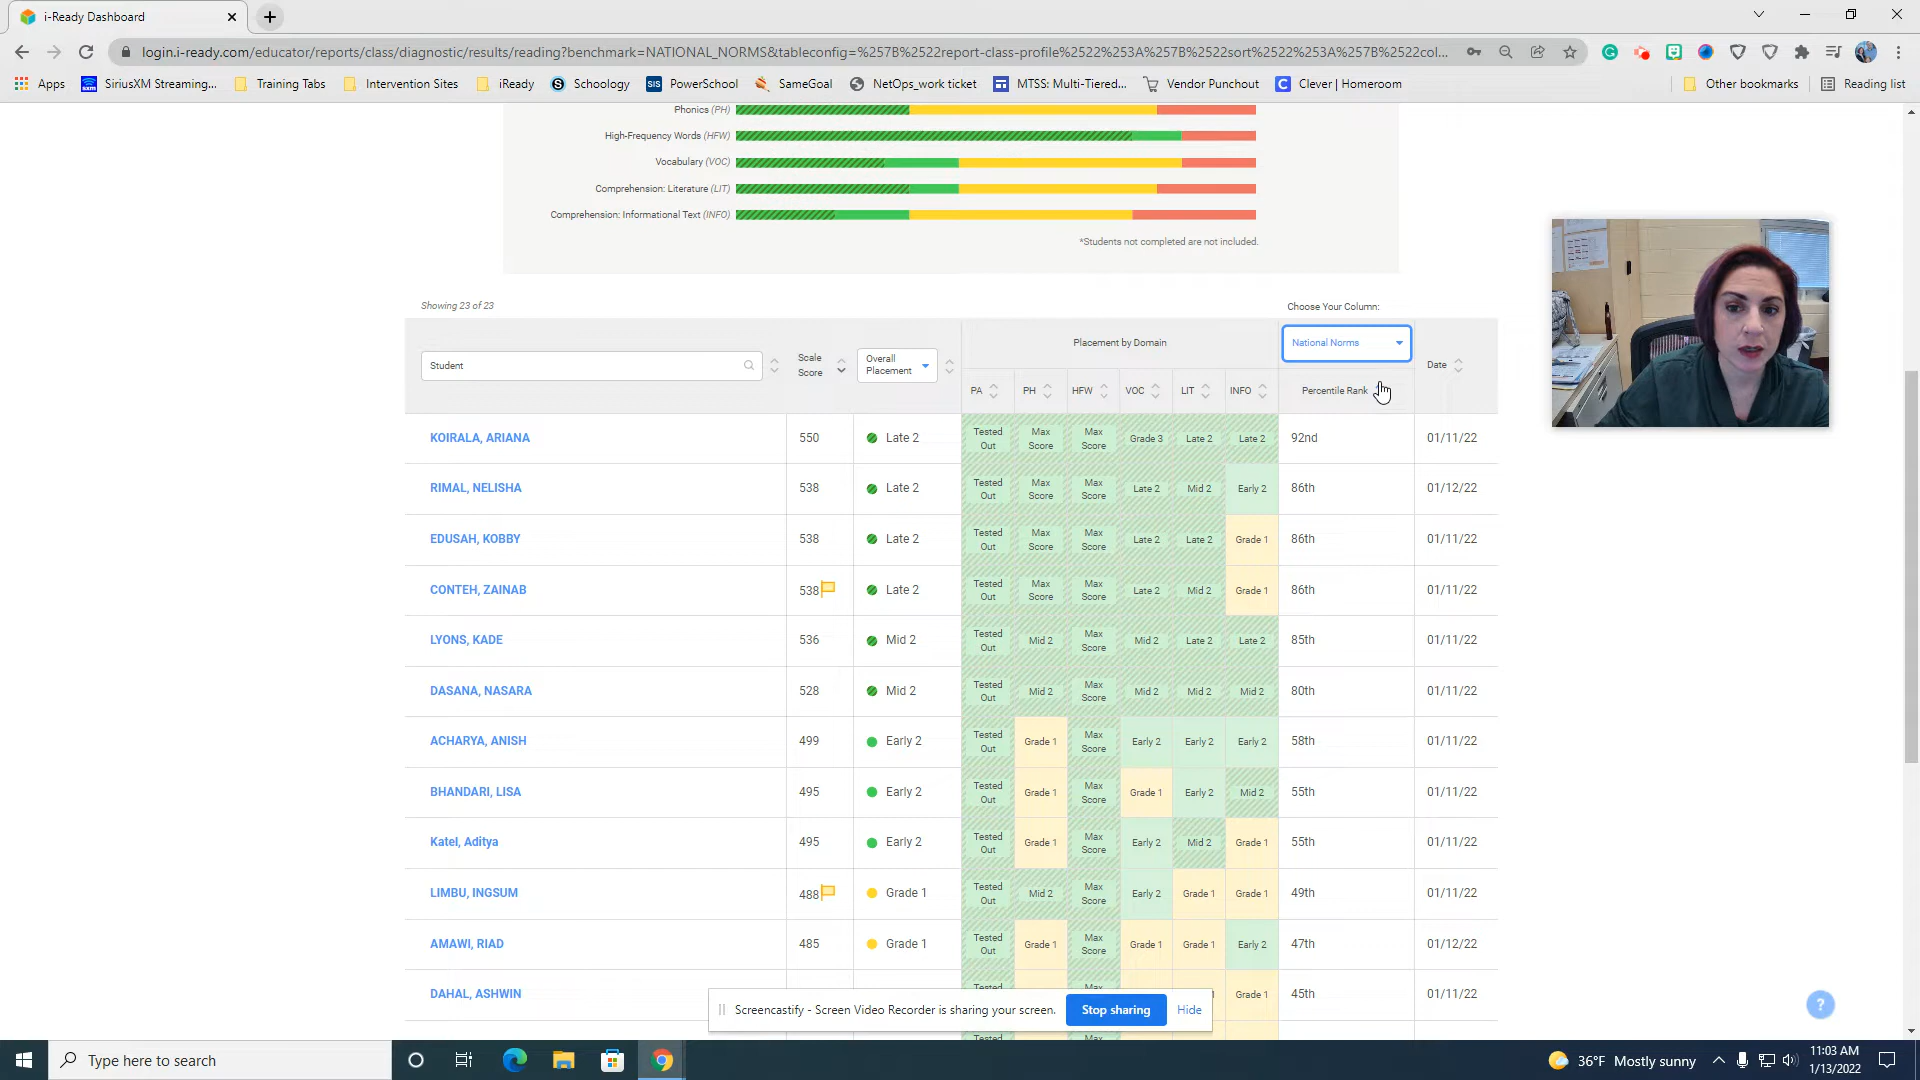 i-Ready Dashboard
login.i-ready.com/educator/reports/class/diagnostic/results/reading?benchmark=NATIONAL_NORMS&tableconfig=%257B%2522report-class-profile%2522%253A%257B%2522sort%2522%253A%257B%2522col...
Apps SiriusXM Streaming... Training Tabs Intervention Sites iReady Schoology PowerSchool SameGoal NetOps_work ticket MTSS: Multi-Tiered... Vendor Punchout Clever | Homeroom Other bookmarks Reading list
Phonics (PH)
High-Frequency Words (HFW)
Vocabulary (VOC)
Comprehension: Literature (LIT)
Comprehension: Informational Text (INFO)
*Students not completed are not included.
Showing 23 of 23 Choose Your Column:
Student Scale Score Overall Placement Placement by Domain National Norms Date
PA PH HFW VOC LIT INFO Percentile Rank
KOIRALA, ARIANA 550 Late 2 Tested Out Max Score Max Score Grade 3 Late 2 Late 2 92nd 01/11/22
RIMAL, NELISHA 538 Late 2 Tested Out Max Score Max Score Late 2 Mid 2 Early 2 86th 01/12/22
EDUSAH, KOBBY 538 Late 2 Tested Out Max Score Max Score Late 2 Late 2 Grade 1 86th 01/11/22
CONTEH, ZAINAB 538 Late 2 Tested Out Max Score Max Score Late 2 Mid 2 Grade 1 86th 01/11/22
LYONS, KADE 536 Mid 2 Tested Out Mid 2 Max Score Mid 2 Late 2 Late 2 85th 01/11/22
DASANA, NASARA 528 Mid 2 Tested Out Mid 2 Max Score Mid 2 Mid 2 Mid 2 80th 01/11/22
ACHARYA, ANISH 499 Early 2 Tested Out Grade 1 Max Score Early 2 Early 2 Early 2 58th 01/11/22
BHANDARI, LISA 495 Early 2 Tested Out Grade 1 Max Score Grade 1 Early 2 Mid 2 55th 01/11/22
Katel, Aditya 495 Early 2 Tested Out Grade 1 Max Score Early 2 Mid 2 Grade 1 55th 01/11/22
LIMBU, INGSUM 488 Grade 1 Tested Out Mid 2 Max Score Early 2 Grade 1 Grade 1 49th 01/11/22
AMAWI, RIAD 485 Grade 1 Tested Out Grade 1 Max Score Grade 1 Grade 1 Early 2 47th 01/12/22
DAHAL, ASHWIN Tested Max Grade 1 45th 01/11/22
Screencastify - Screen Video Recorder is sharing your screen. Stop sharing Hide
Tested Max
Type here to search 36°F Mostly sunny 11:03 AM
1/13/2022